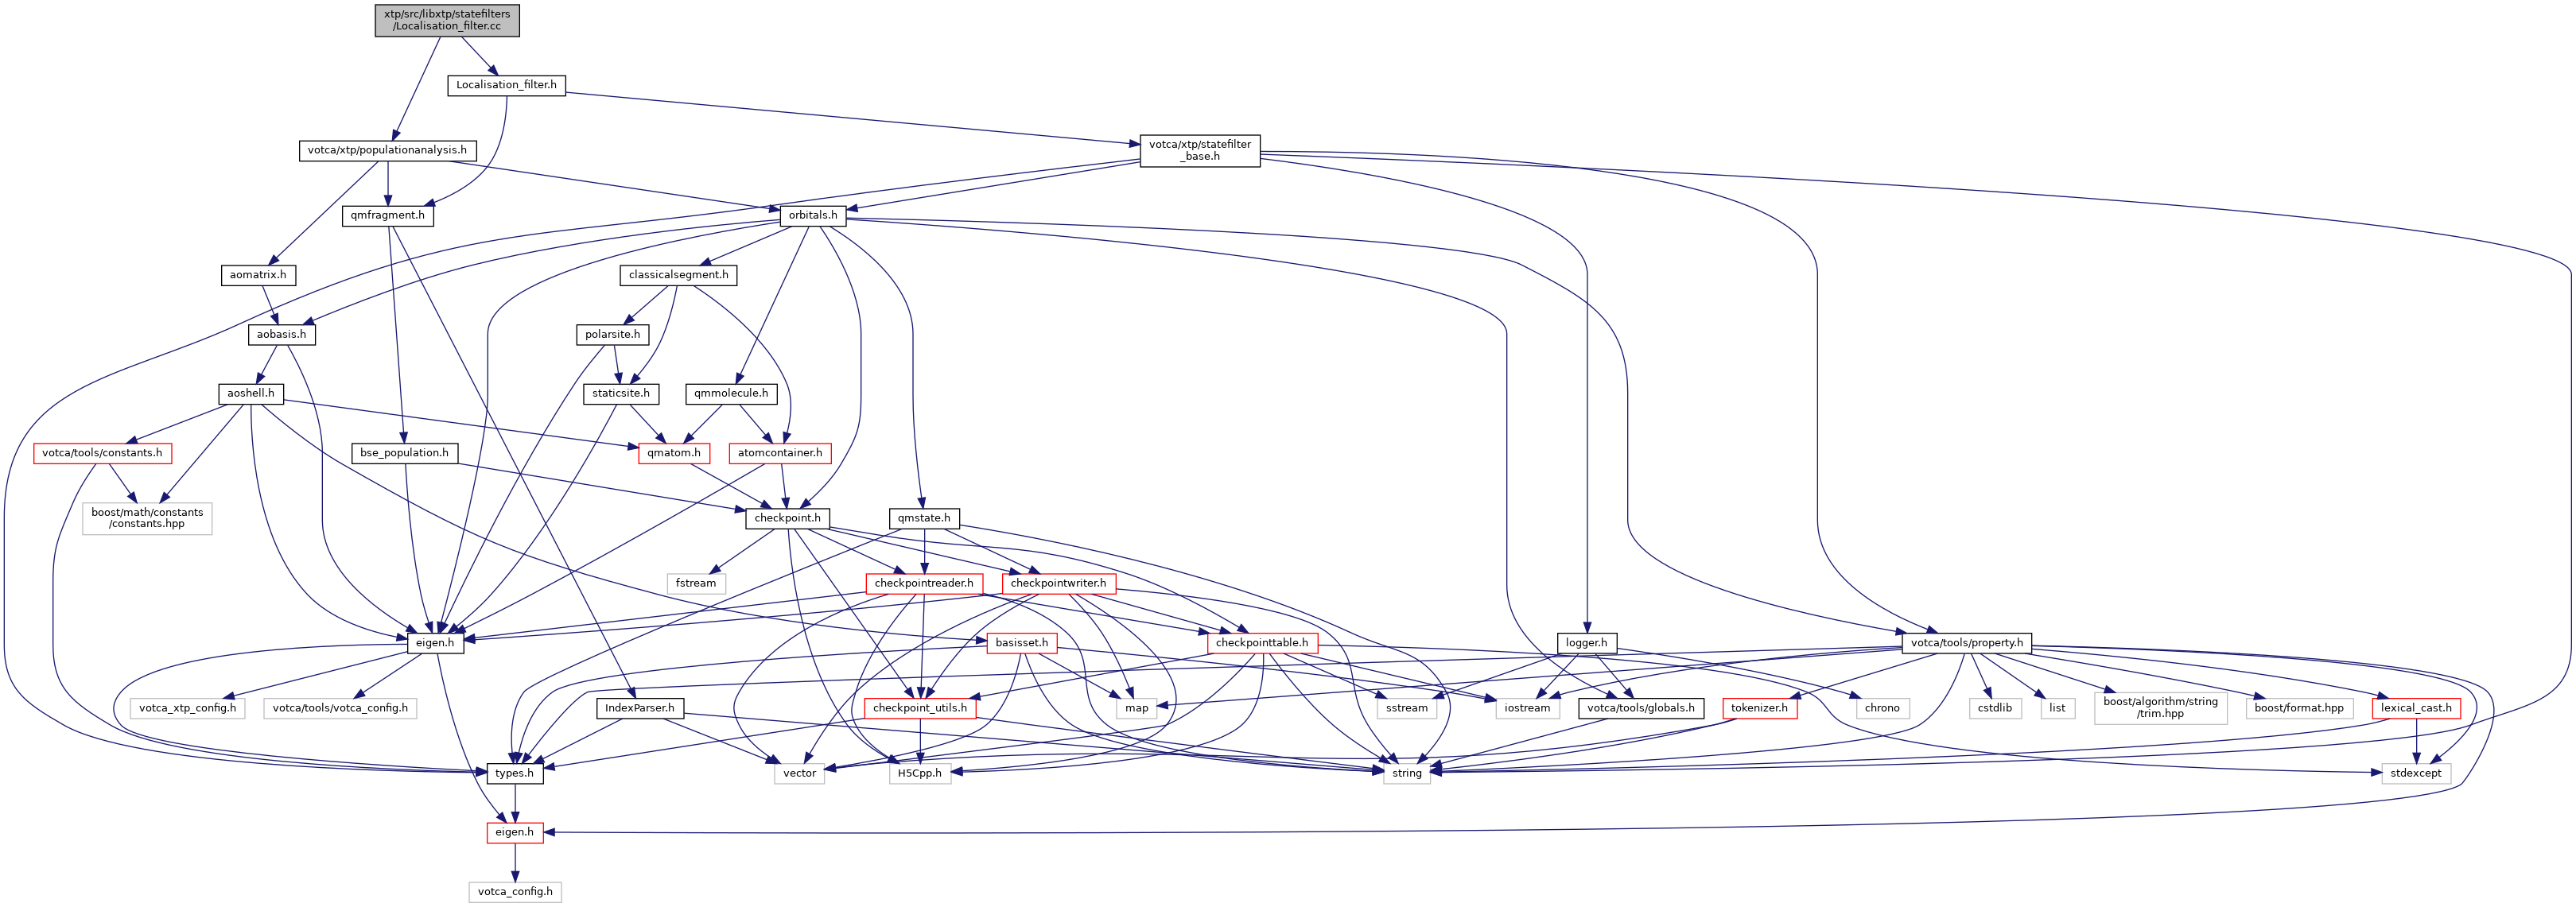 xtp/src/libxtp/statefilters
/Localisation_filter.cc
Localisation_filter.h
votca/xtp/populationanalysis.h
votca/xtp/statefilter
_base.h
qmfragment.h
orbitals.h
aomatrix.h
classicalsegment.h
aobasis.h
polarsite.h
aoshell.h
staticsite.h
qmmolecule.h
votca/tools/constants.h
bse_population.h
qmatom.h
atomcontainer.h
boost/math/constants
/constants.hpp
checkpoint.h
qmstate.h
fstream
checkpointreader.h
checkpointwriter.h
eigen.h
basisset.h
checkpointtable.h
logger.h
votca/tools/property.h
votca_xtp_config.h
votca/tools/votca_config.h
IndexParser.h
checkpoint_utils.h
map
sstream
iostream
votca/tools/globals.h
tokenizer.h
chrono
cstdlib
list
boost/algorithm/string
/trim.hpp
boost/format.hpp
lexical_cast.h
types.h
vector
H5Cpp.h
string
stdexcept
eigen.h
votca_config.h